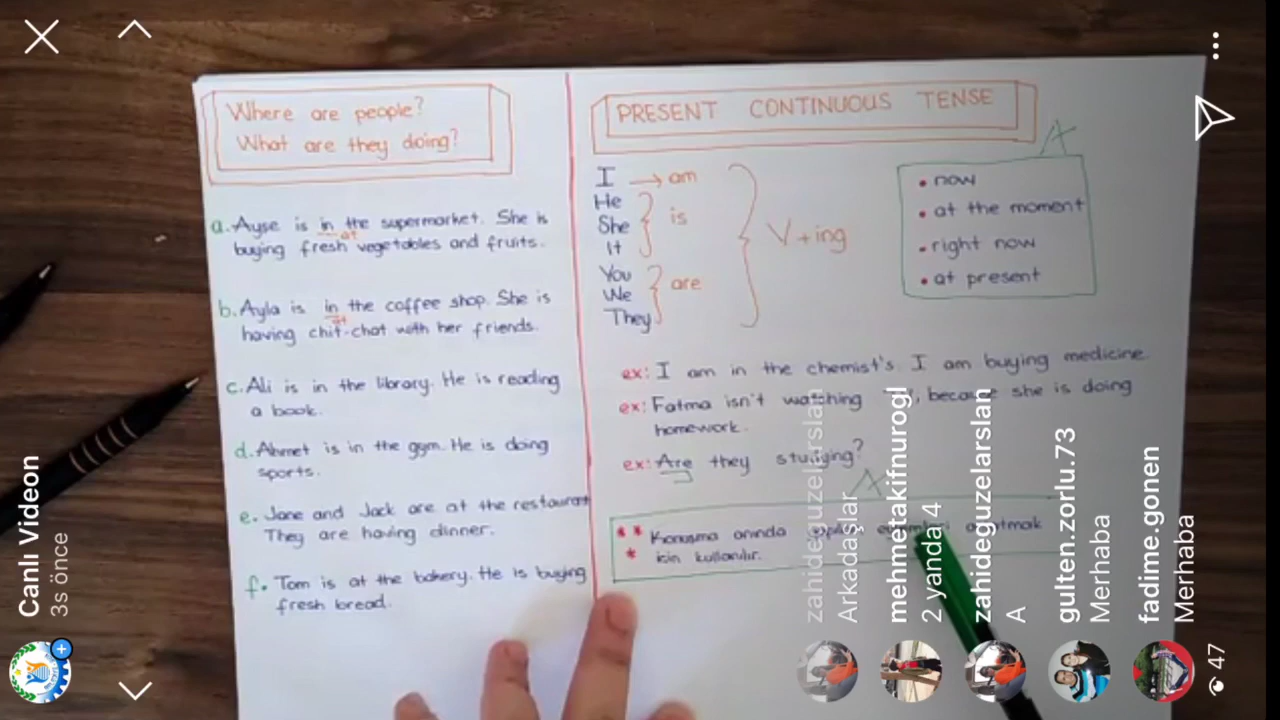 Where are people?
What are they doing?
a. Ayşe is in the supermarket. She is
at
buying fresh vegetables and fruits.
b. Ayla is in the coffee shop. She is
at
having chit-chat with her friends.
c. Ali is in the library. He is reading
a book.
d. Ahmet is in the gym. He is doing
sports.
e. Jane and Jack are at the restaurant
They are having dinner.
f. Tom is at the bakery. He is buying
fresh bread.
PRESENT CONTINUOUS TENSE
I → am
He
She is
It
You
We are
They
V+ing
• now
• at the moment
• right now
• at present
ex: I am in the chemist's. I am buying medicine.
ex: Fatma isn't watching , because she is doing
homework.
ex: Are they studying?
** Konuşma anında
* için kullanılır.
Canlı Videon
3s önce
zahideguzelarslan
Arkadaşlar
mehmetakifnurogl
2 yanda 4
zahideguzelarslan
A
gulten.zorlu.73
Merhaba
fadime.gonen
Merhaba
47